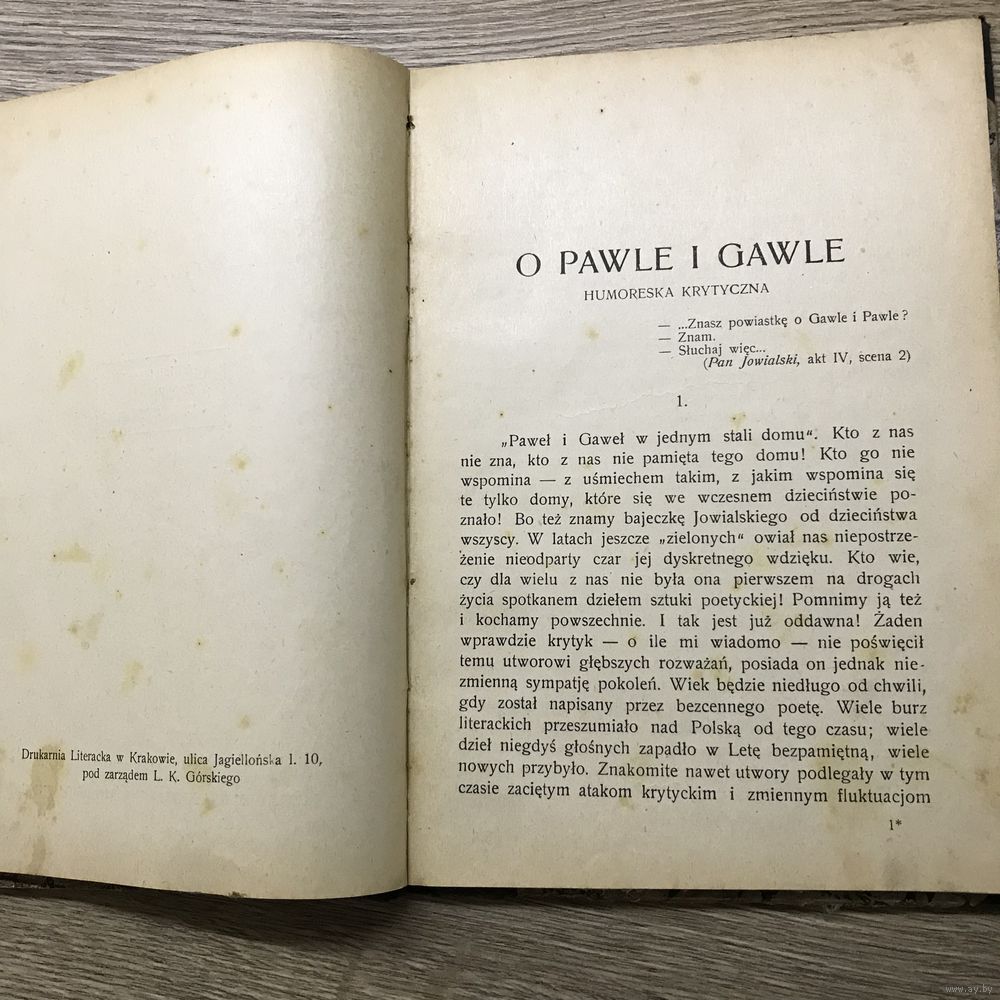 Drukarnia Literacka w Krakowie, ulica Jagiellońska l. 10,
pod zarządem L. K. Górskiego
O PAWLE I GAWLE
HUMORESKA KRYTYCZNA
— ...Znasz powiastkę o Gawle i Pawle?
— Znam.
— Słuchaj więc...
(Pan Jowialski, akt IV, scena 2)
1.
„Paweł i Gaweł w jednym stali domu“. Kto z nas
nie zna, kto z nas nie pamięta tego domu! Kto go nie
wspomina — z uśmiechem takim, z jakim wspomina się
te tylko domy, które się we wczesnem dzieciństwie po-
znało! Bo też znamy bajeczkę Jowialskiego od dzieciństwa
wszyscy. W latach jeszcze „zielonych“ owiał nas niepostrze-
żenie nieodparty czar jej dyskretnego wdzięku. Kto wie,
czy dla wielu z nas nie była ona pierwszem na drogach
życia spotkanem dziełem sztuki poetyckiej! Pomnimy ją też
i kochamy powszechnie. I tak jest już oddawna! Żaden
wprawdzie krytyk — o ile mi wiadomo — nie poświęcił
temu utworowi głębszych rozważań, posiada on jednak nie-
zmienną sympatję pokoleń. Wiek będzie niedługo od chwili,
gdy został napisany przez bezcennego poetę. Wiele burz
literackich przeszumiało nad Polską od tego czasu; wiele
dzieł niegdyś głośnych zapadło w Letę bezpamiętną, wiele
nowych przybyło. Znakomite nawet utwory podlegały w tym
czasie zaciętym atakom krytyckim i zmiennym fluktuacjom
1*
www.ay.by